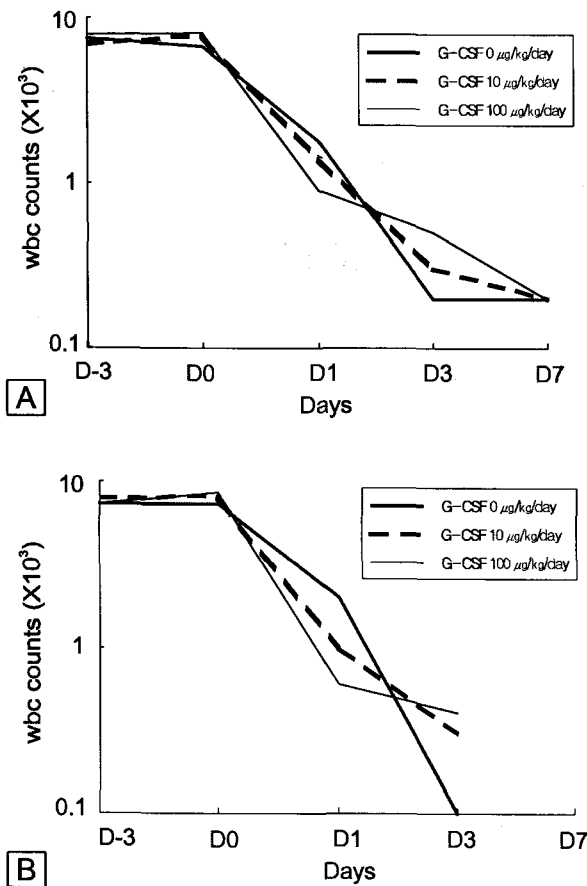 10
1
0.1
wbc counts (X10³)
G-CSF 0 µg/kg/day
G-CSF 10 µg/kg/day
G-CSF 100 µg/kg/day
D-3 D0 D1 D3 D7
Days
A
10
1
0.1
wbc counts (X10³)
G-CSF 0 µg/kg/day
G-CSF 10 µg/kg/day
G-CSF 100 µg/kg/day
D-3 D0 D1 D3 D7
Days
B